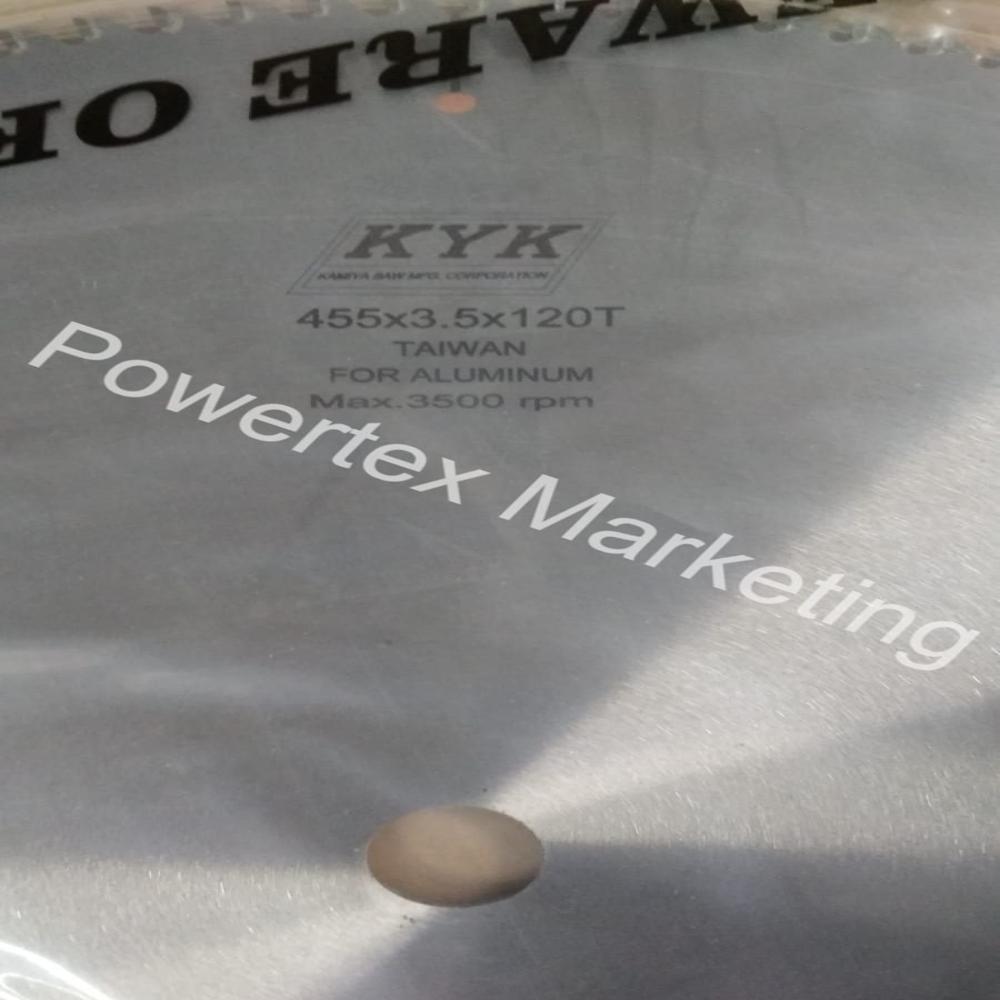 WARE OF
KYK
KAMIYA SAW MFG. CORPORATION
455x3.5x120T
TAIWAN
FOR ALUMINUM
Max.3500 rpm
Powertex Marketing